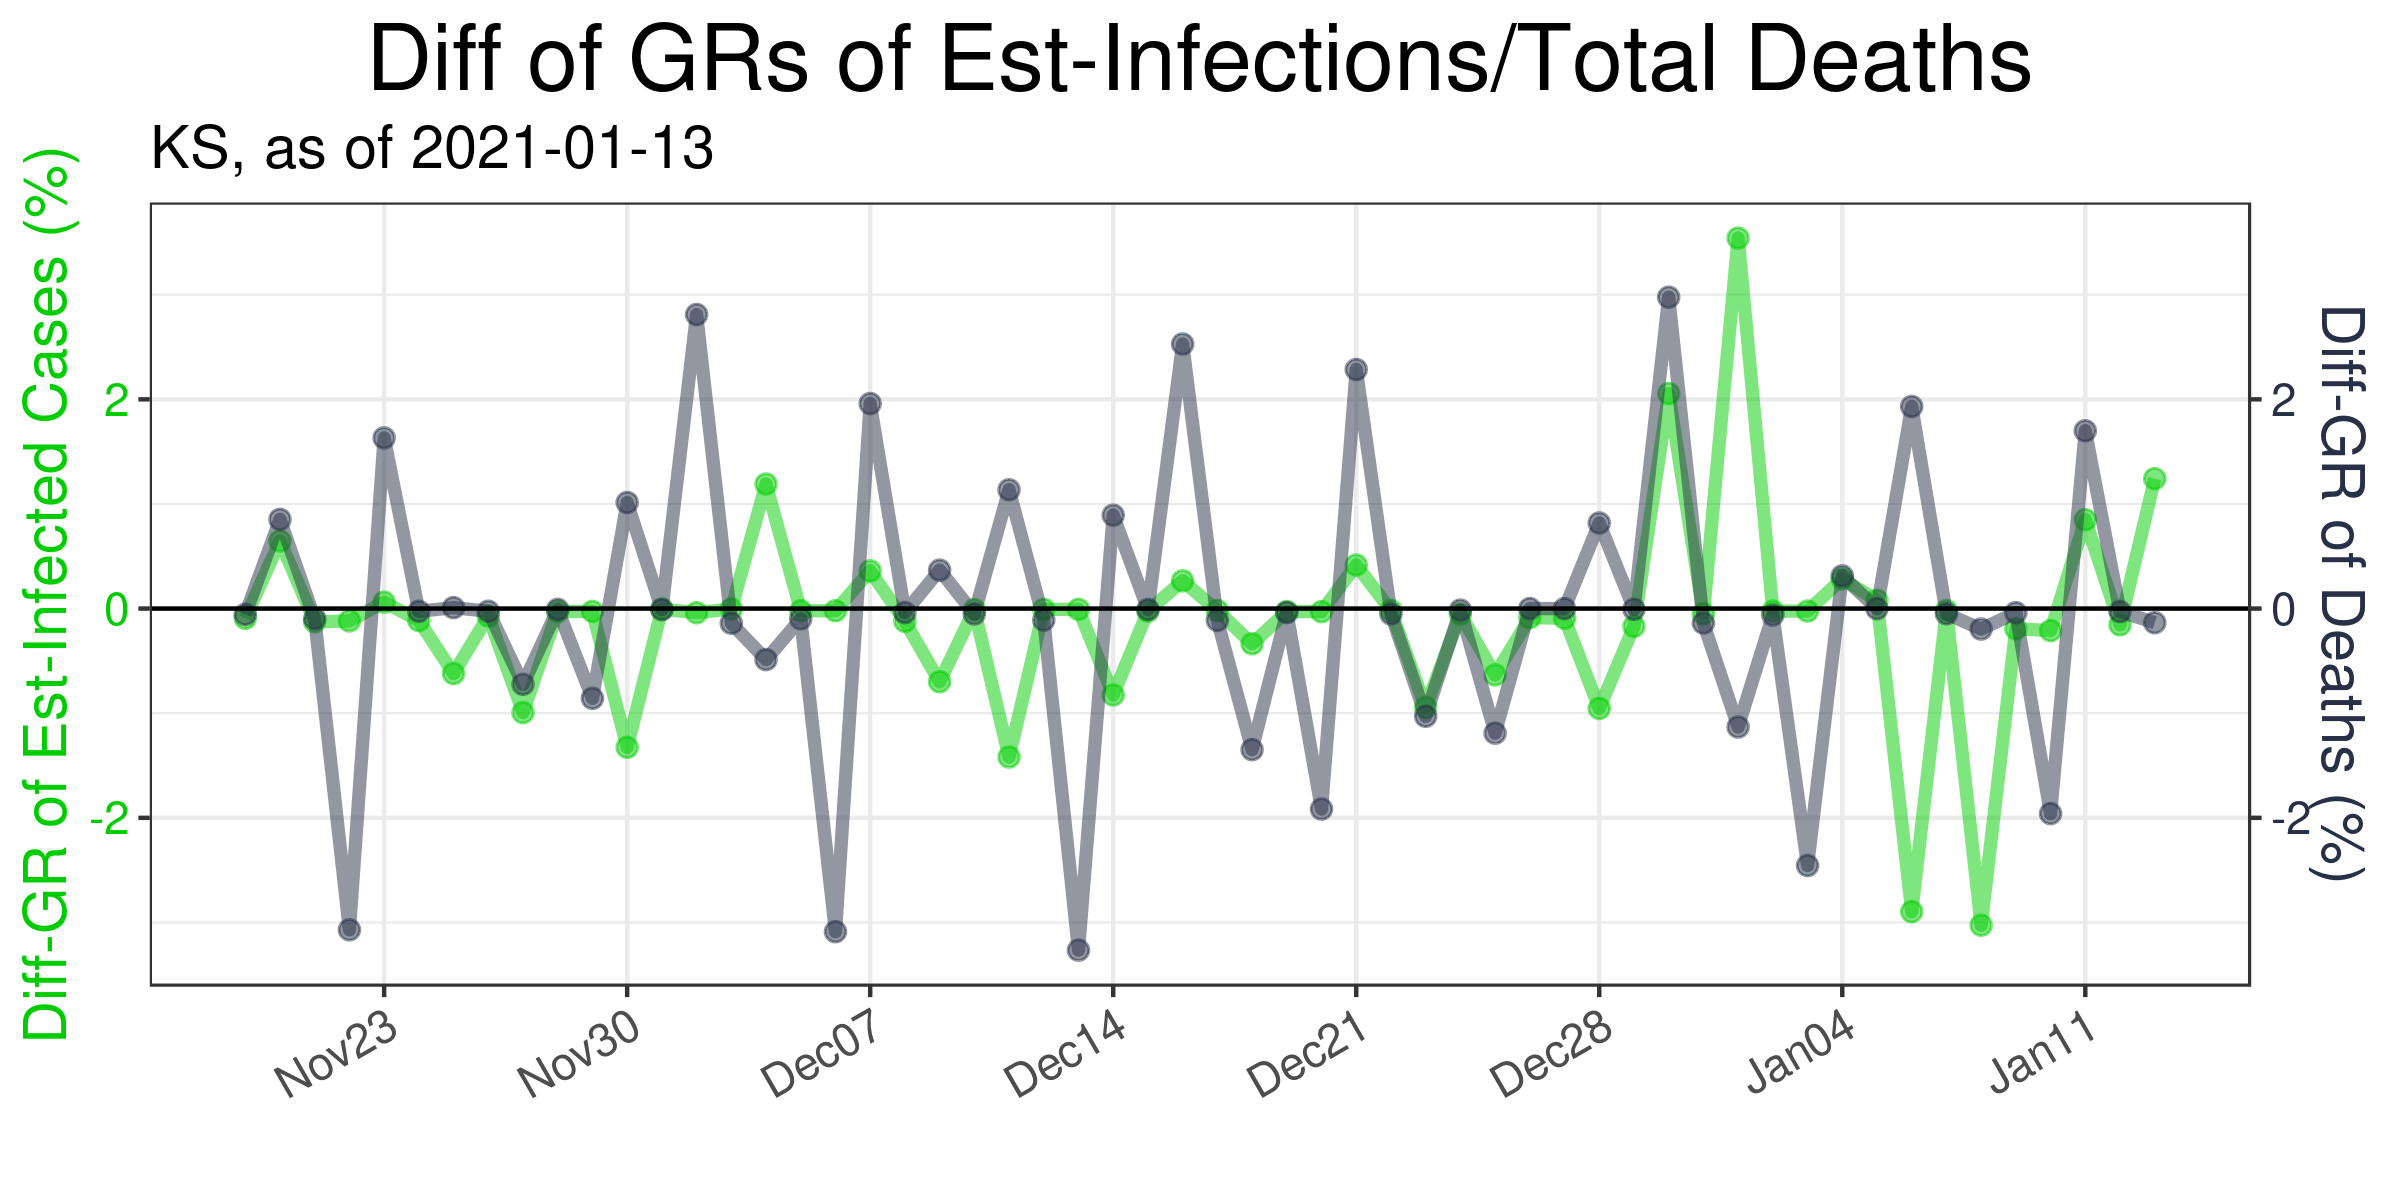 Diff of GRs of Est-Infections/Total Deaths
KS, as of 2021-01-13
Diff-GR of Est-Infected Cases (%)
2
0
-2
2
0
-2
Diff-GR of Deaths (%)
Nov23
Nov30
Dec07
Dec14
Dec21
Dec28
Jan04
Jan11